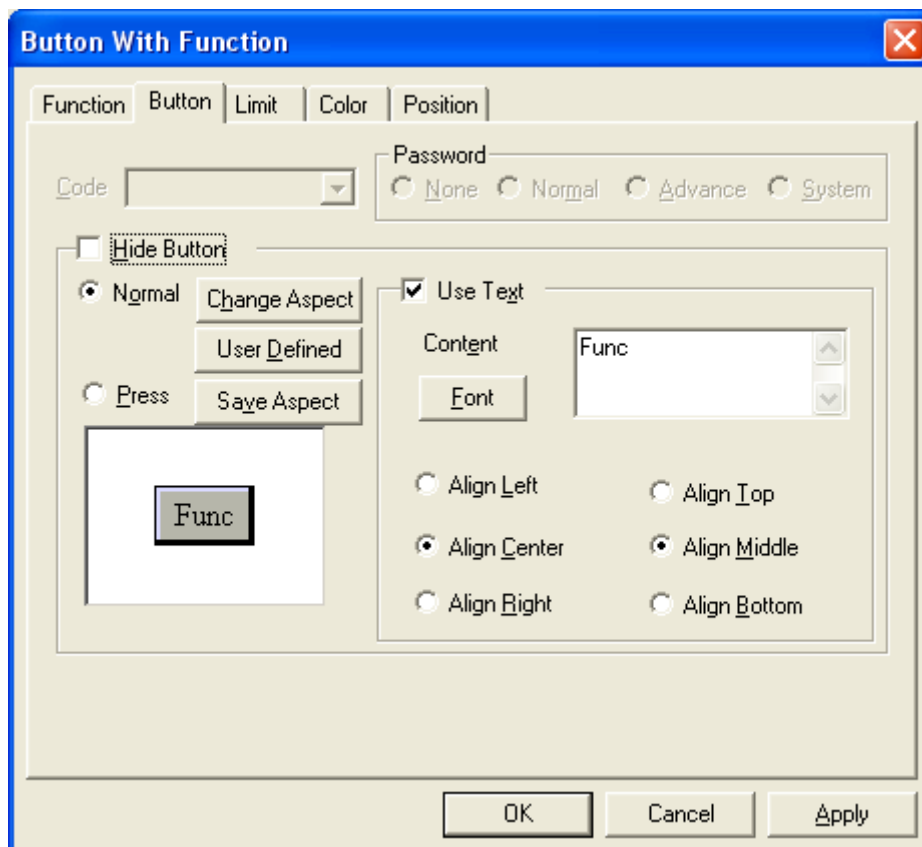 Button With Function
Function Button Limit Color Position
Password
Code None Normal Advance System
Hide Button
Normal Change Aspect Use Text
User Defined Content Func
Press Save Aspect Font
Align Left Align Top
Func
Align Center Align Middle
Align Right Align Bottom
OK Cancel Apply